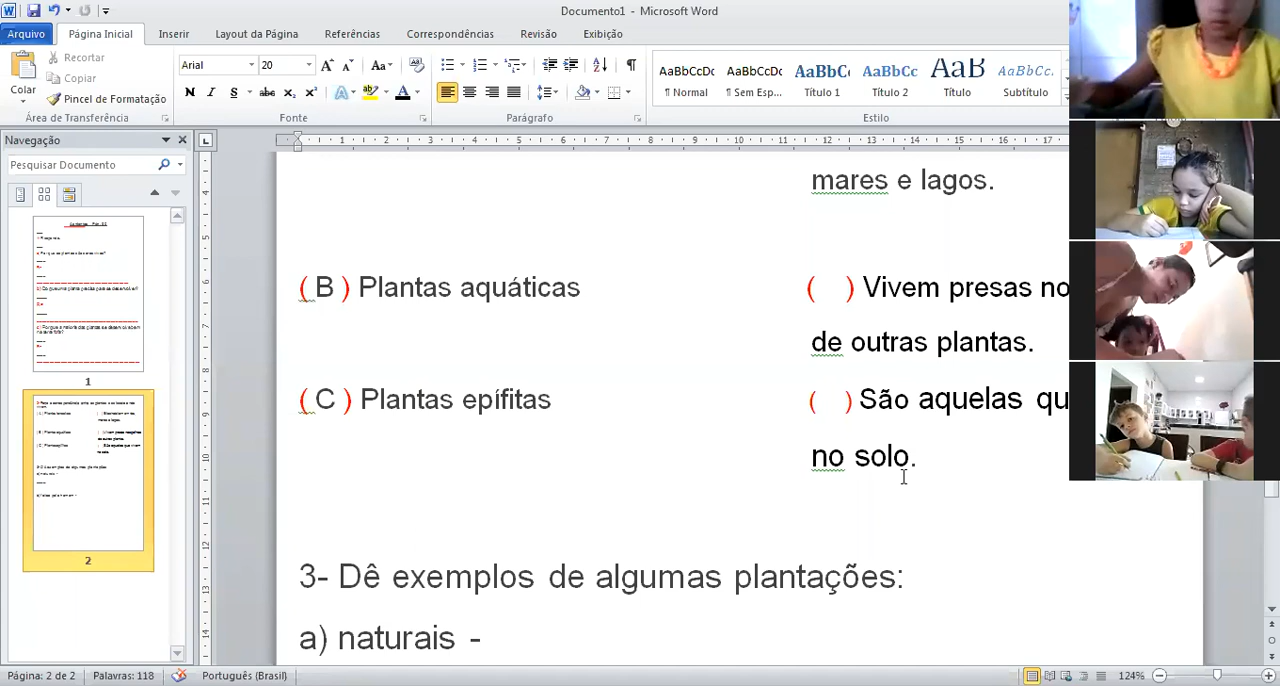 Documento1 - Microsoft Word
Arquivo Página Inicial Inserir Layout da Página Referências Correspondências Revisão Exibição
Colar
Recortar
Copiar
Pincel de Formatação
Área de Transferência
Arial 20
Fonte
Parágrafo
AaBbCcDc AaBbCcDc AaBbC AaBbCc AaB AaBbCc.
¶ Normal ¶ Sem Esp... Título 1 Título 2 Título Subtítulo
Estilo
Navegação
Pesquisar Documento
1
2
mares e lagos.
( B ) Plantas aquáticas ( ) Vivem presas no
de outras plantas.
( C ) Plantas epífitas ( ) São aquelas qu
no solo.
3- Dê exemplos de algumas plantações:
a) naturais -
Página: 2 de 2 Palavras: 118 Português (Brasil) 124%